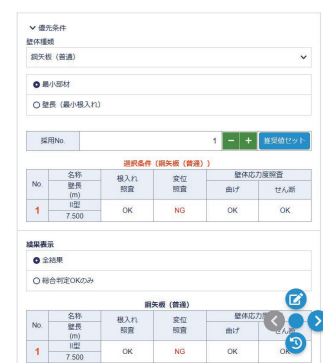 優先条件
壁体種類
鋼矢板（普通）
最小部材
壁長（最小根入れ）
採用No. 1 − + 推奨値セット
選択条件（鋼矢板（普通））
No. 名称 根入れ照査 変位照査 壁体応力度照査
壁長(m) 曲げ せん断
1 II型 OK NG OK OK
7.500
結果表示
全結果
総合判定OKのみ
鋼矢板（普通）
No. 名称 根入れ照査 変位照査 壁体応力
壁長(m) 曲げ
1 II型 OK NG OK OK
7.500